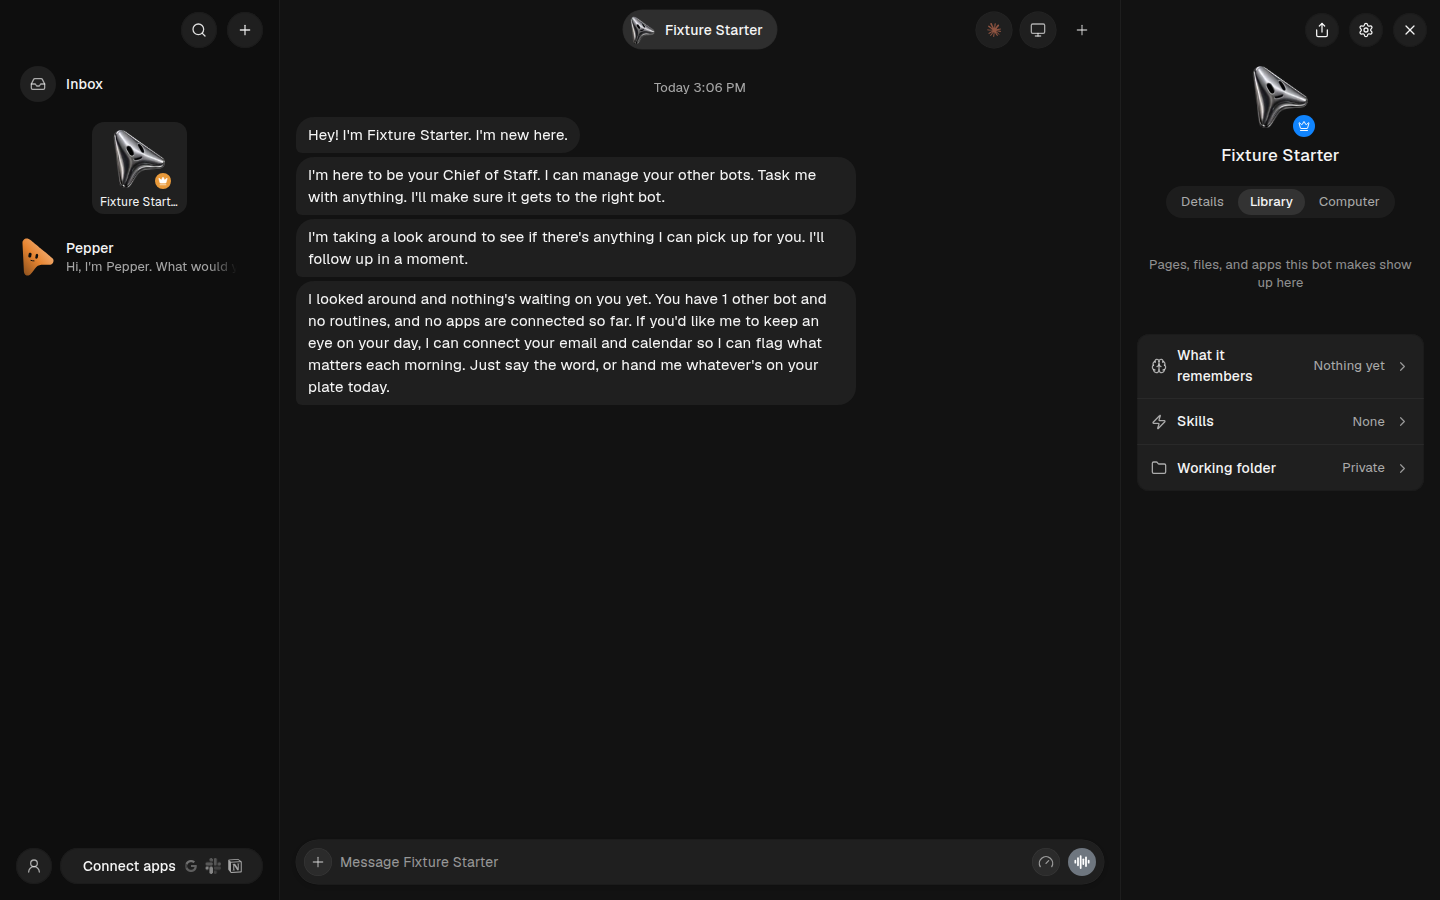 Inbox
Fixture Start...
Pepper
Hi, I'm Pepper. What would
Connect apps
Fixture Starter
Today 3:06 PM
Hey! I'm Fixture Starter. I'm new here.
I'm here to be your Chief of Staff. I can manage your other bots. Task me
with anything. I'll make sure it gets to the right bot.
I'm taking a look around to see if there's anything I can pick up for you. I'll
follow up in a moment.
I looked around and nothing's waiting on you yet. You have 1 other bot and
no routines, and no apps are connected so far. If you'd like me to keep an
eye on your day, I can connect your email and calendar so I can flag what
matters each morning. Just say the word, or hand me whatever's on your
plate today.
Message Fixture Starter
Fixture Starter
Details Library Computer
Pages, files, and apps this bot makes show
up here
What it
remembers
Nothing yet
Skills None
Working folder Private